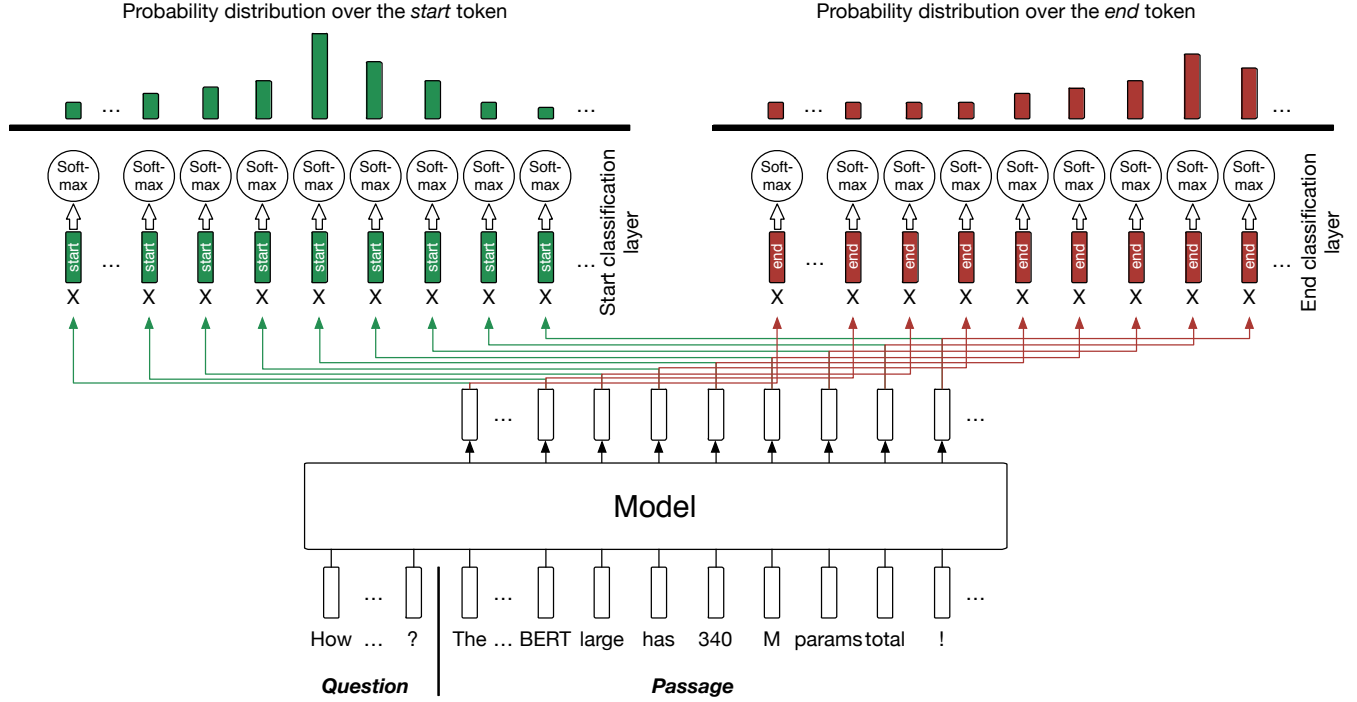 Probability distribution over the start token
Probability distribution over the end token
... ...
... ...
Soft-max Soft-max Soft-max Soft-max Soft-max Soft-max Soft-max Soft-max Soft-max
Soft-max Soft-max Soft-max Soft-max Soft-max Soft-max Soft-max Soft-max Soft-max
start ... start start start start start start start start ...
Start classification
layer
end ... end end end end end end end end ...
End classification
layer
X X X X X X X X X
X X X X X X X X X
... ...
Model
... ... ...
How ... ? The ... BERT large has 340 M params total !
Question Passage